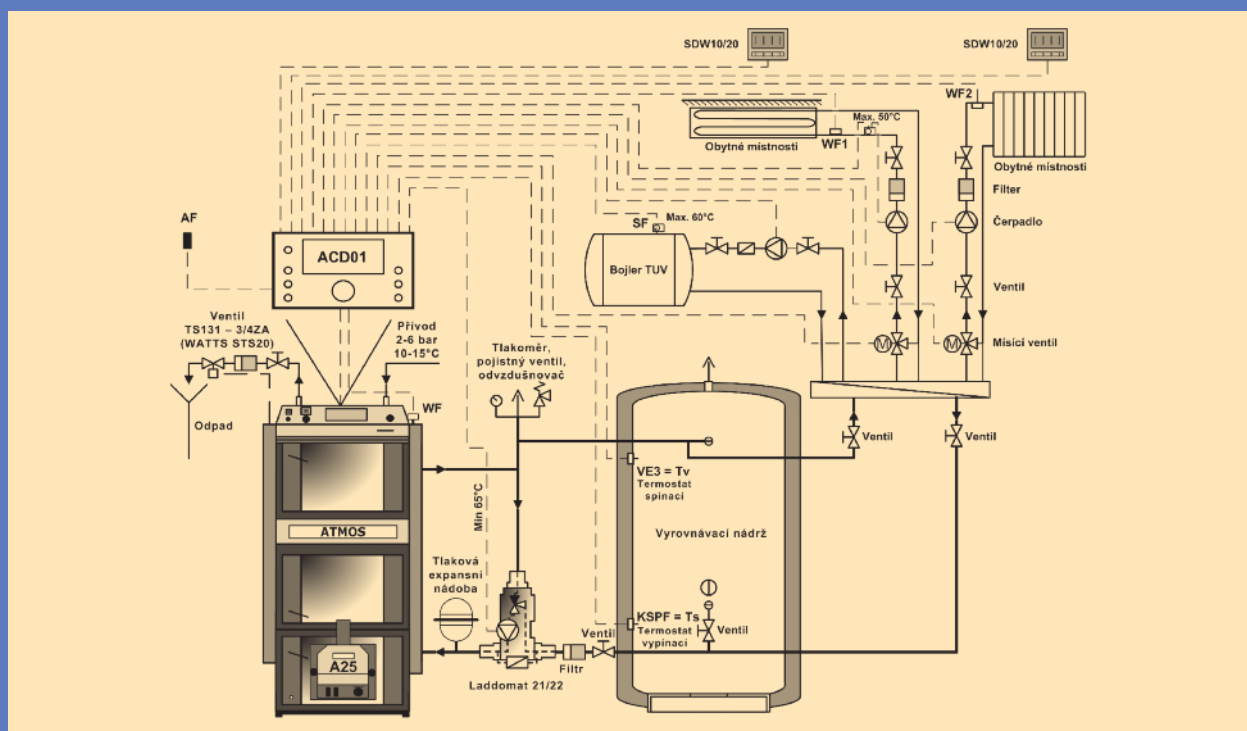 SDW10/20
SDW10/20
WF2
Max. 50°C
WF1
Obytné místnosti
Obytné místnosti
Filter
AF
SF
Max. 60°C
Čerpadlo
ACD01
Bojler TUV
Ventil
TS131 – 3/4ZA
(WATTS STS20)
Přívod
2-6 bar
10-15°C
Ventil
Mísící ventil
Tlakoměr,
pojistný ventil,
odvzdušnovač
WF
Odpad
Ventil
Ventil
VE3 = Tv
Termostat
spínací
Min 65°C
ATMOS
Vyrovnávací nádrž
Tlaková
expansní
nádoba
KSPF = Ts
Termostat
vypínací
Ventil
Ventil
A25
Filtr
Laddomat 21/22